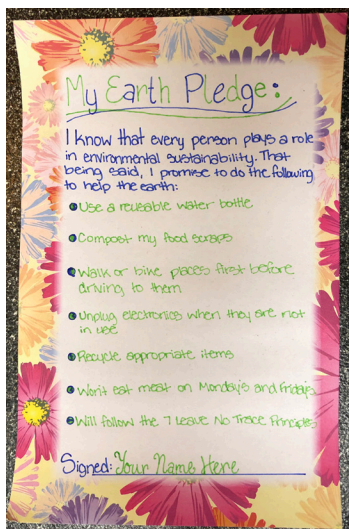 My Earth Pledge:
I know that every person plays a role
in environmental sustainability. That
being said, I promise to do the following
to help the earth:
Use a reusable water bottle
Compost my food scraps
Walk or bike places first before
driving to them
Unplug electronics when they are not
in use
Recycle appropriate items
Won't eat meat on Monday's and Fridays
Will follow the 7 Leave No Trace Principles
Signed: Your Name Here